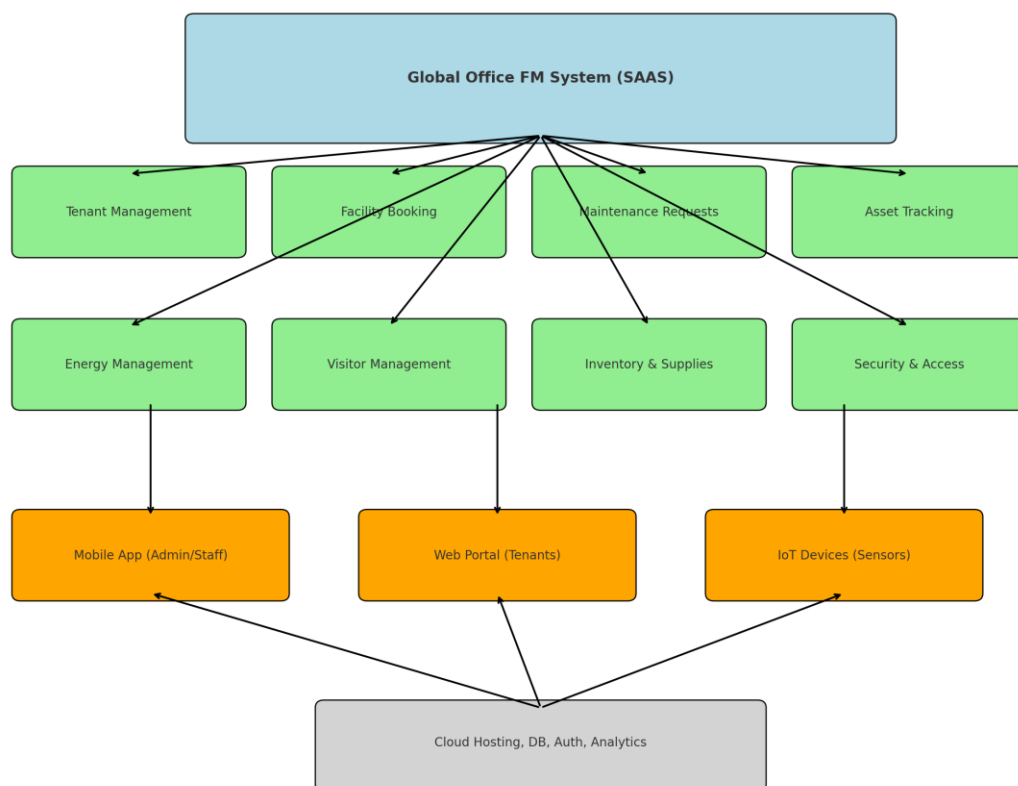 Global Office FM System (SAAS)
Tenant Management
Facility Booking
Maintenance Requests
Asset Tracking
Energy Management
Visitor Management
Inventory & Supplies
Security & Access
Mobile App (Admin/Staff)
Web Portal (Tenants)
IoT Devices (Sensors)
Cloud Hosting, DB, Auth, Analytics